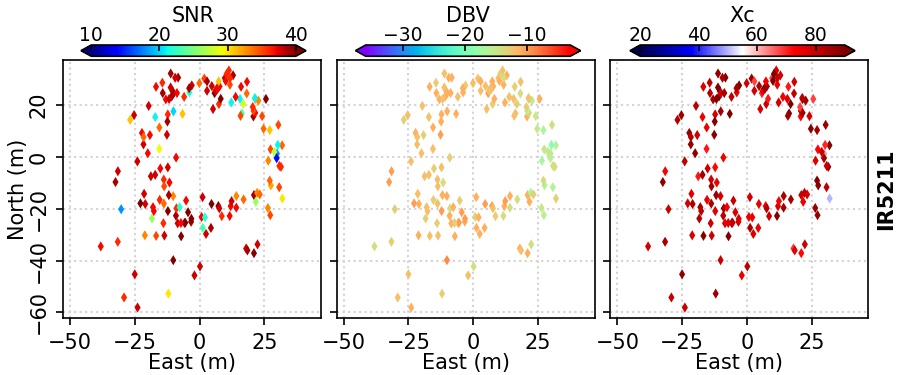 SNR DBV Xc
10 20 30 40 −30 −20 −10 20 40 60 80
North (m)
20
0
−20
−40
−60
−50 −25 0 25 −50 −25 0 25 −50 −25 0 25
East (m) East (m) East (m)
IR5211